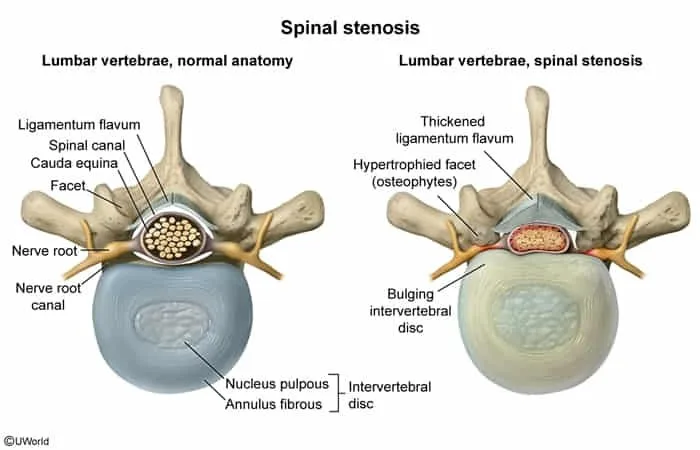 Spinal stenosis
Lumbar vertebrae, normal anatomy
Ligamentum flavum
Spinal canal
Cauda equina
Facet
Nerve root
Nerve root
canal
Nucleus pulpous
Annulus fibrous
Intervertebral
disc
Lumbar vertebrae, spinal stenosis
Thickened
ligamentum flavum
Hypertrophied facet
(osteophytes)
Bulging
intervertebral
disc
©UWorld